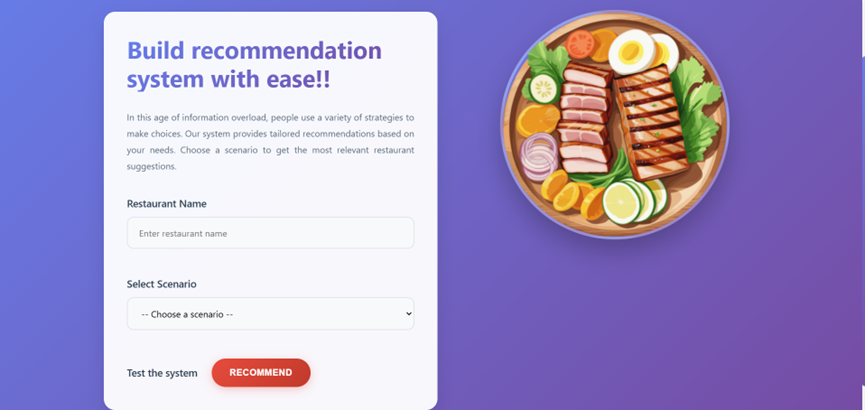 Build recommendation
system with ease!!
In this age of information overload, people use a variety of strategies to
make choices. Our system provides tailored recommendations based on
your needs. Choose a scenario to get the most relevant restaurant
suggestions.
Restaurant Name
Enter restaurant name
Select Scenario
-- Choose a scenario --
Test the system RECOMMEND